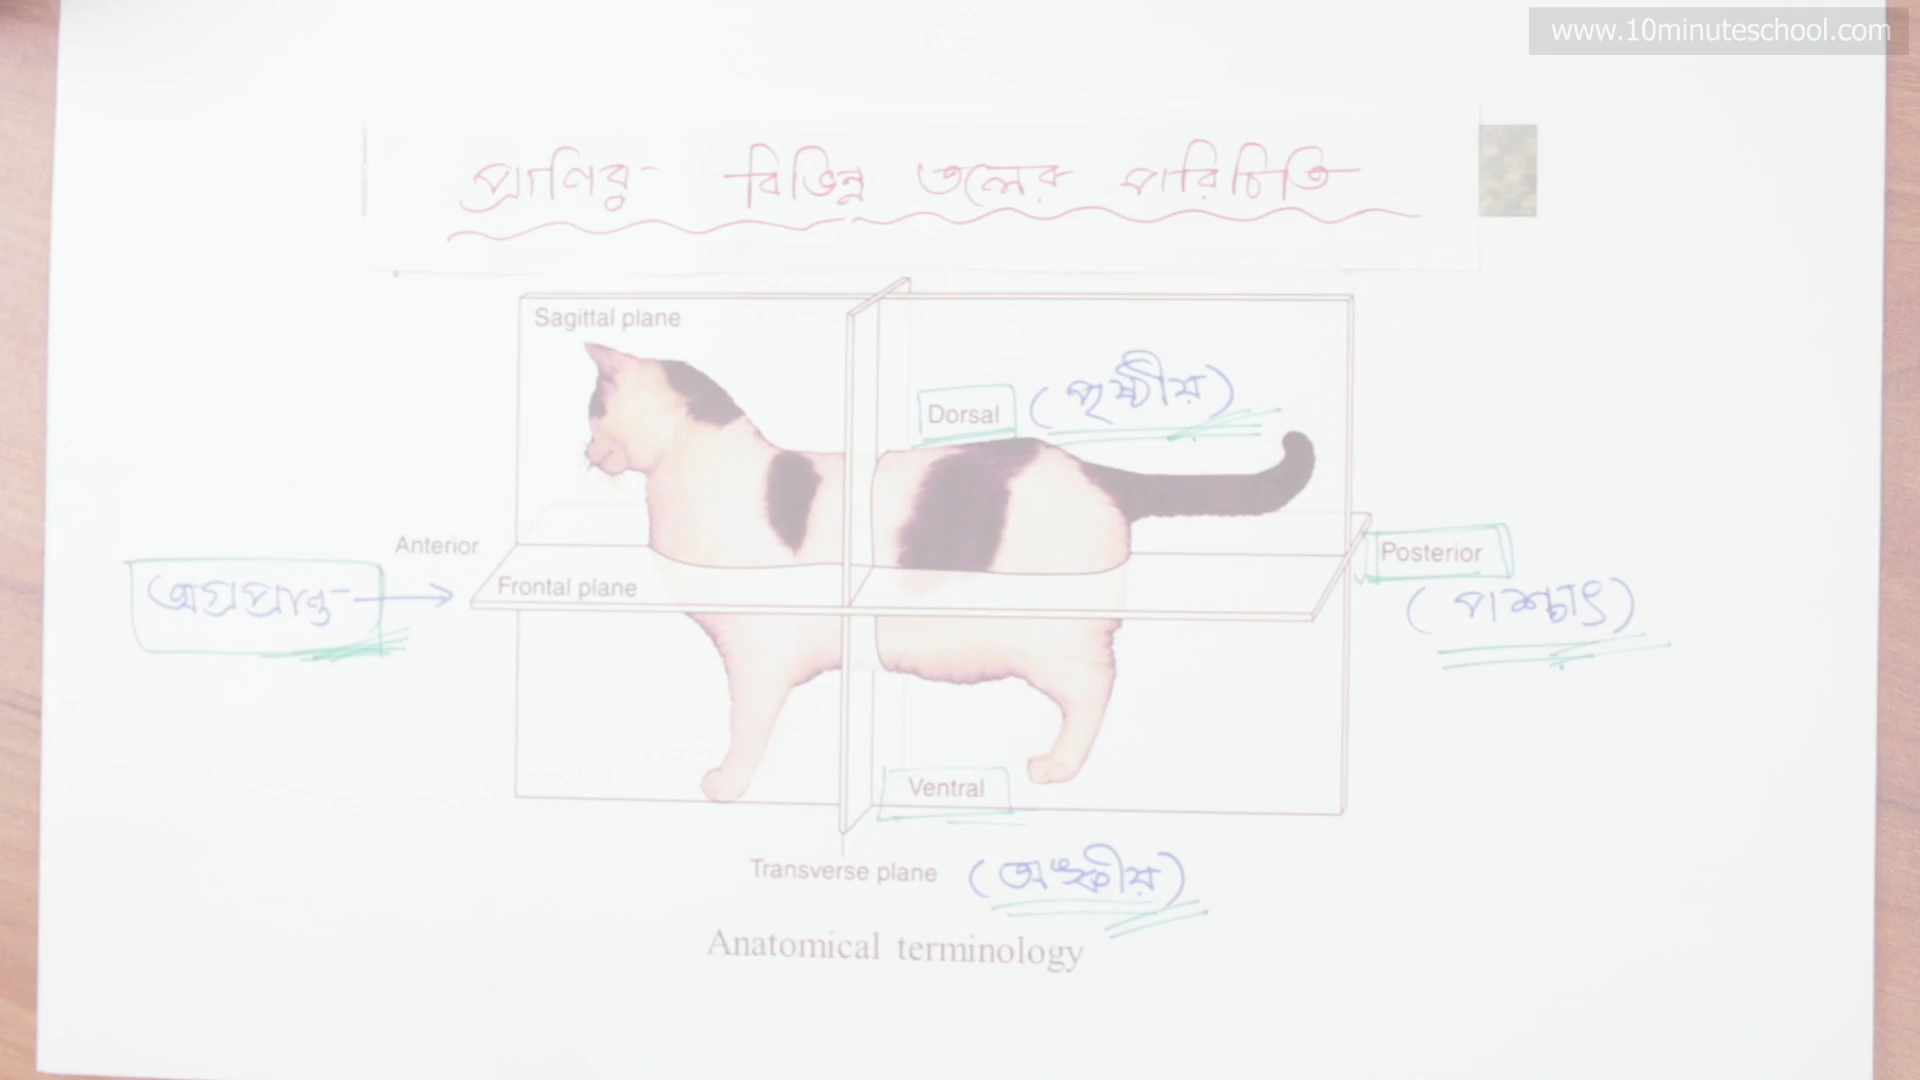 www.10minuteschool.com
প্রাণির বিভিন্ন তলের পরিচিতি
Sagittal plane
Dorsal (পৃষ্ঠীয়)
Anterior
Posterior
অগ্রপ্রান্ত
Frontal plane
(পাশ্চাৎ)
Ventral
Transverse plane (অঙ্কীয়)
Anatomical terminology